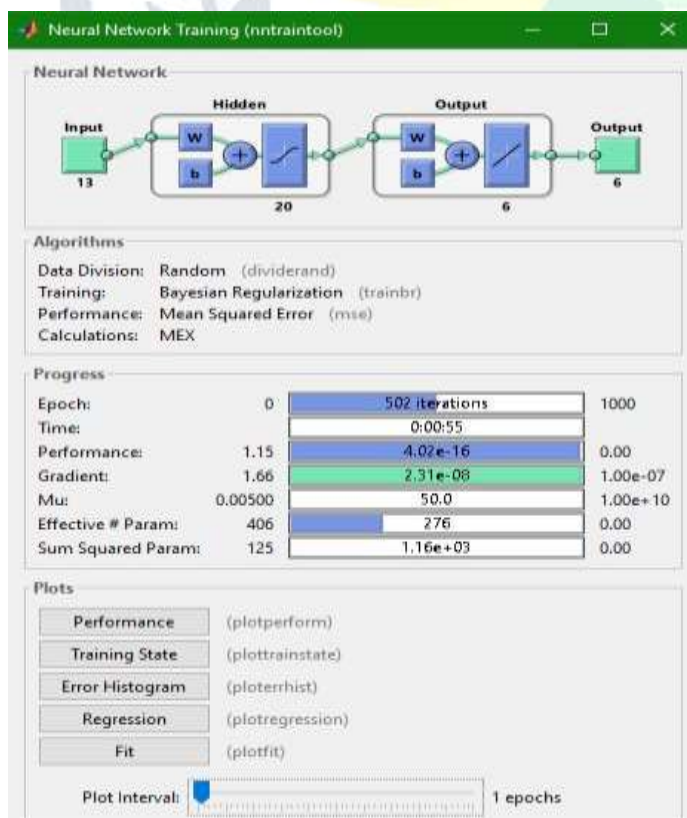 Neural Network Training (nntraintool)
Neural Network
Hidden
Output
Input
Output
W
b
W
b
13
20
6
6
Algorithms
Data Division: Random (dividerand)
Training: Bayesian Regularization (trainbr)
Performance: Mean Squared Error (mse)
Calculations: MEX
Progress
Epoch: 0 502 iterations 1000
Time: 0:00:55
Performance: 1.15 4.02e-16 0.00
Gradient: 1.66 2.31e-08 1.00e-07
Mu: 0.00500 50.0 1.00e+10
Effective # Param: 406 276 0.00
Sum Squared Param: 125 1.16e+03 0.00
Plots
Performance (plotperform)
Training State (plottrainstate)
Error Histogram (ploterrhist)
Regression (plotregression)
Fit (plotfit)
Plot Interval: 1 epochs